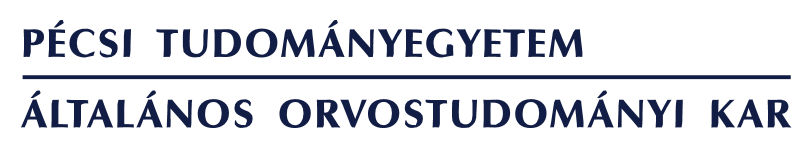 PÉCSI TUDOMÁNYEGYETEM
ÁLTALÁNOS ORVOSTUDOMÁNYI KAR